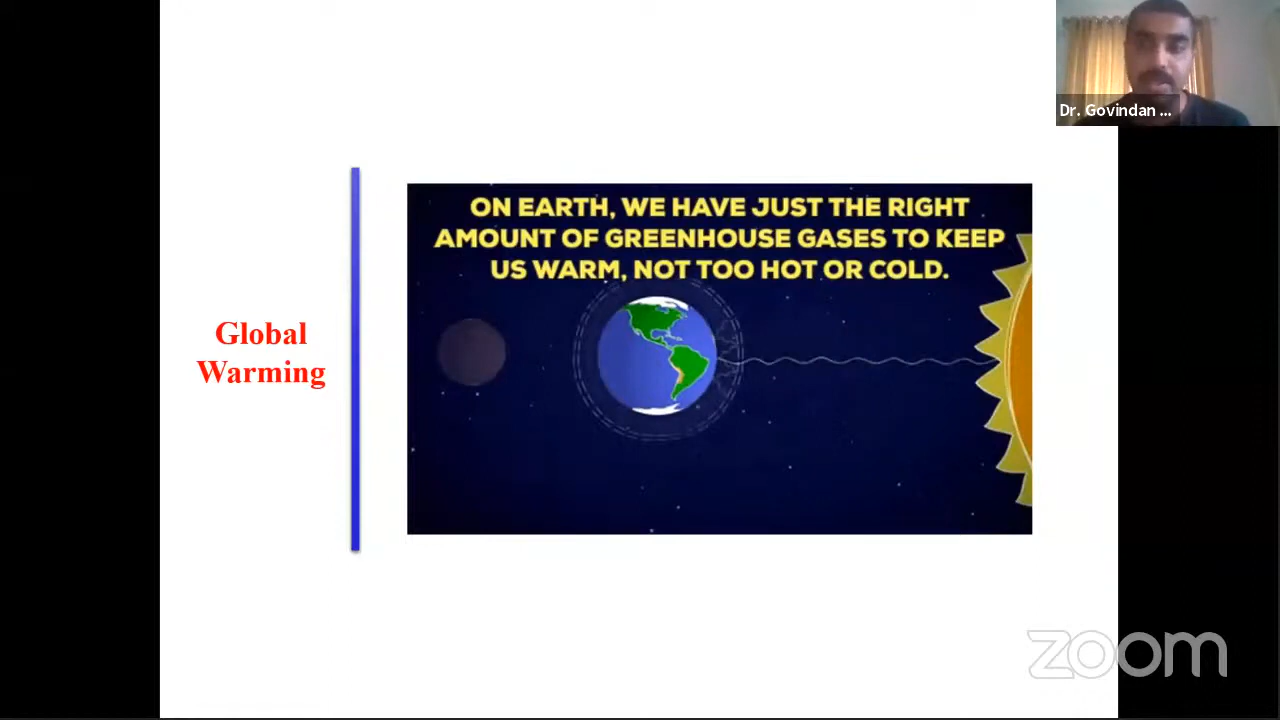 Dr. Govindan ...
ON EARTH, WE HAVE JUST THE RIGHT
AMOUNT OF GREENHOUSE GASES TO KEEP
US WARM, NOT TOO HOT OR COLD.
Global
Warming
zoom